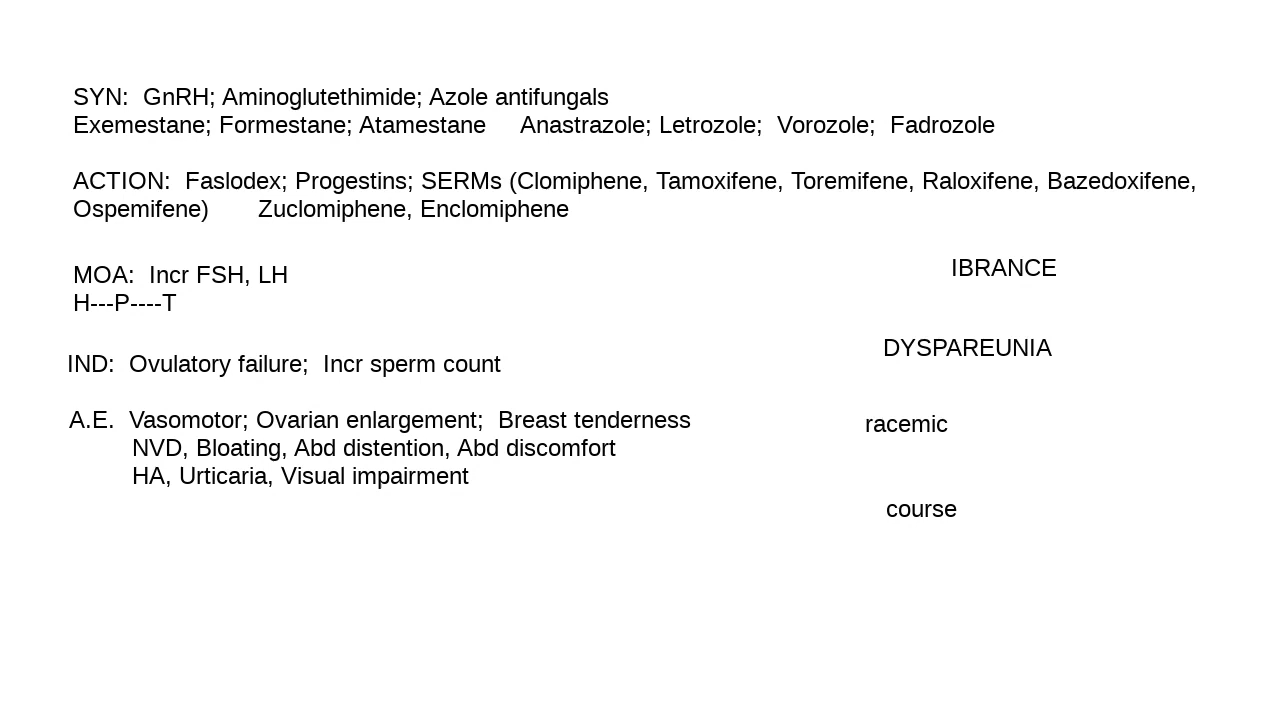 SYN:  GnRH; Aminoglutethimide; Azole antifungals
Exemestane; Formestane; Atamestane     Anastrazole; Letrozole;  Vorozole;  Fadrozole
ACTION:  Faslodex; Progestins; SERMs (Clomiphene, Tamoxifene, Toremifene, Raloxifene, Bazedoxifene,
Ospemifene)       Zuclomiphene, Enclomiphene
MOA:  Incr FSH, LH
H---P----T
IBRANCE
DYSPAREUNIA
IND:  Ovulatory failure;  Incr sperm count
A.E.  Vasomotor; Ovarian enlargement;  Breast tenderness
NVD, Bloating, Abd distention, Abd discomfort
HA, Urticaria, Visual impairment
racemic
course